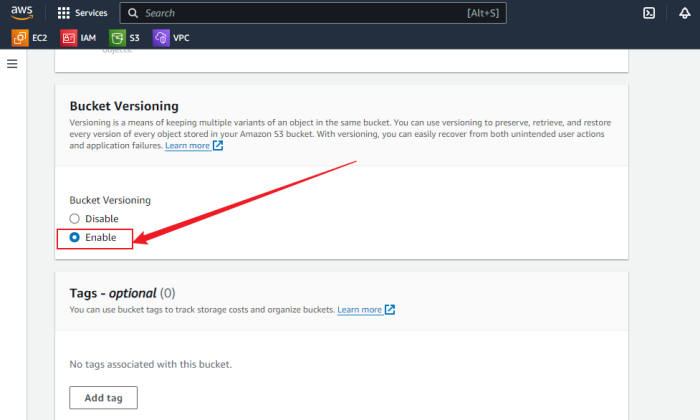 aws
Services
Search
[Alt+S]
EC2
IAM
S3
VPC
objects.
Bucket Versioning
Versioning is a means of keeping multiple variants of an object in the same bucket. You can use versioning to preserve, retrieve, and restore
every version of every object stored in your Amazon S3 bucket. With versioning, you can easily recover from both unintended user actions
and application failures. Learn more
Bucket Versioning
Disable
Enable
Tags - optional (0)
You can use bucket tags to track storage costs and organize buckets. Learn more
No tags associated with this bucket.
Add tag